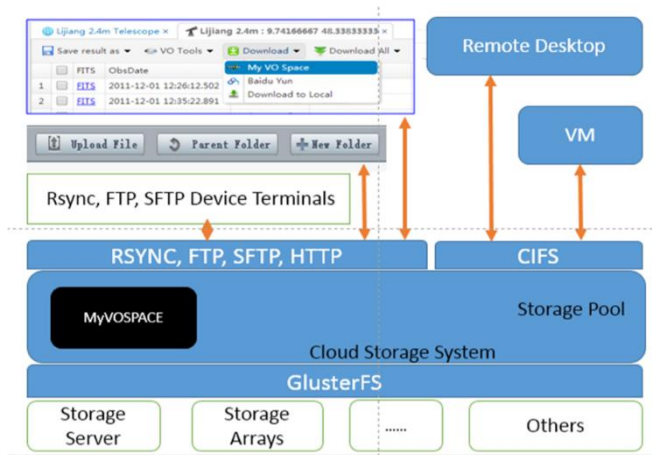 Lijiang 2.4m Telescope × Lijiang 2.4m : 9.74166667 48.33833333 ×
Save result as VO Tools Download Download All
FITS ObsDate My VO Space
Baidu Yun
1 FITS 2011-12-01 12:26:12.502
2 FITS 2011-12-01 12:35:22.891 Download to Local
Remote Desktop
VM
Upload File Parent Folder New Folder
Rsync, FTP, SFTP Device Terminals
RSYNC, FTP, SFTP, HTTP CIFS
MyVOSPACE
Storage Pool
Cloud Storage System
GlusterFS
Storage
Server
Storage
Arrays
......
Others